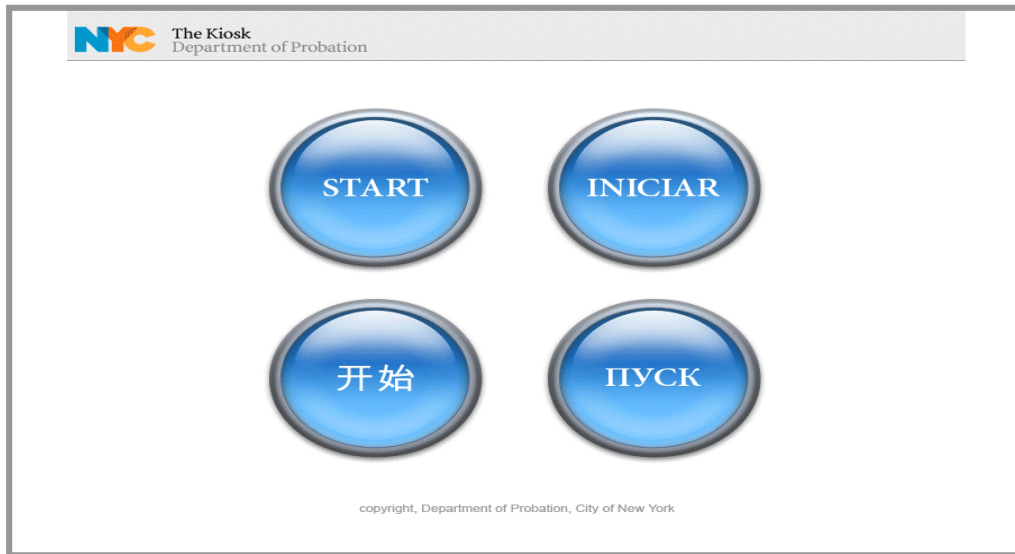 NYC
The Kiosk
Department of Probation
START
INICIAR
开始
ПУСК
copyright, Department of Probation, City of New York